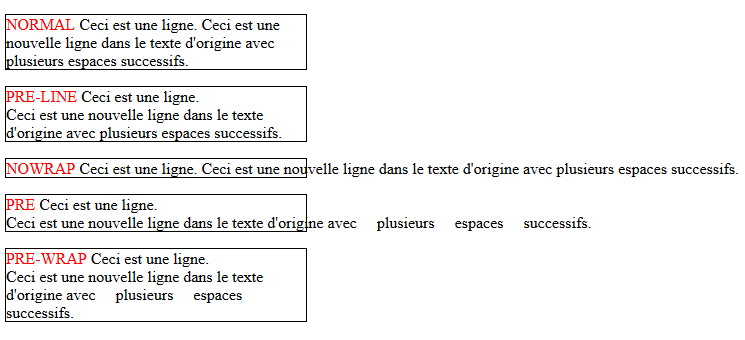 NORMAL Ceci est une ligne. Ceci est une
nouvelle ligne dans le texte d'origine avec
plusieurs espaces successifs.
PRE-LINE Ceci est une ligne.
Ceci est une nouvelle ligne dans le texte
d'origine avec plusieurs espaces successifs.
NOWRAP Ceci est une ligne. Ceci est une nouvelle ligne dans le texte d'origine avec plusieurs espaces successifs.
PRE Ceci est une ligne.
Ceci est une nouvelle ligne dans le texte d'origine avec     plusieurs     espaces     successifs.
PRE-WRAP Ceci est une ligne.
Ceci est une nouvelle ligne dans le texte
d'origine avec     plusieurs     espaces
successifs.